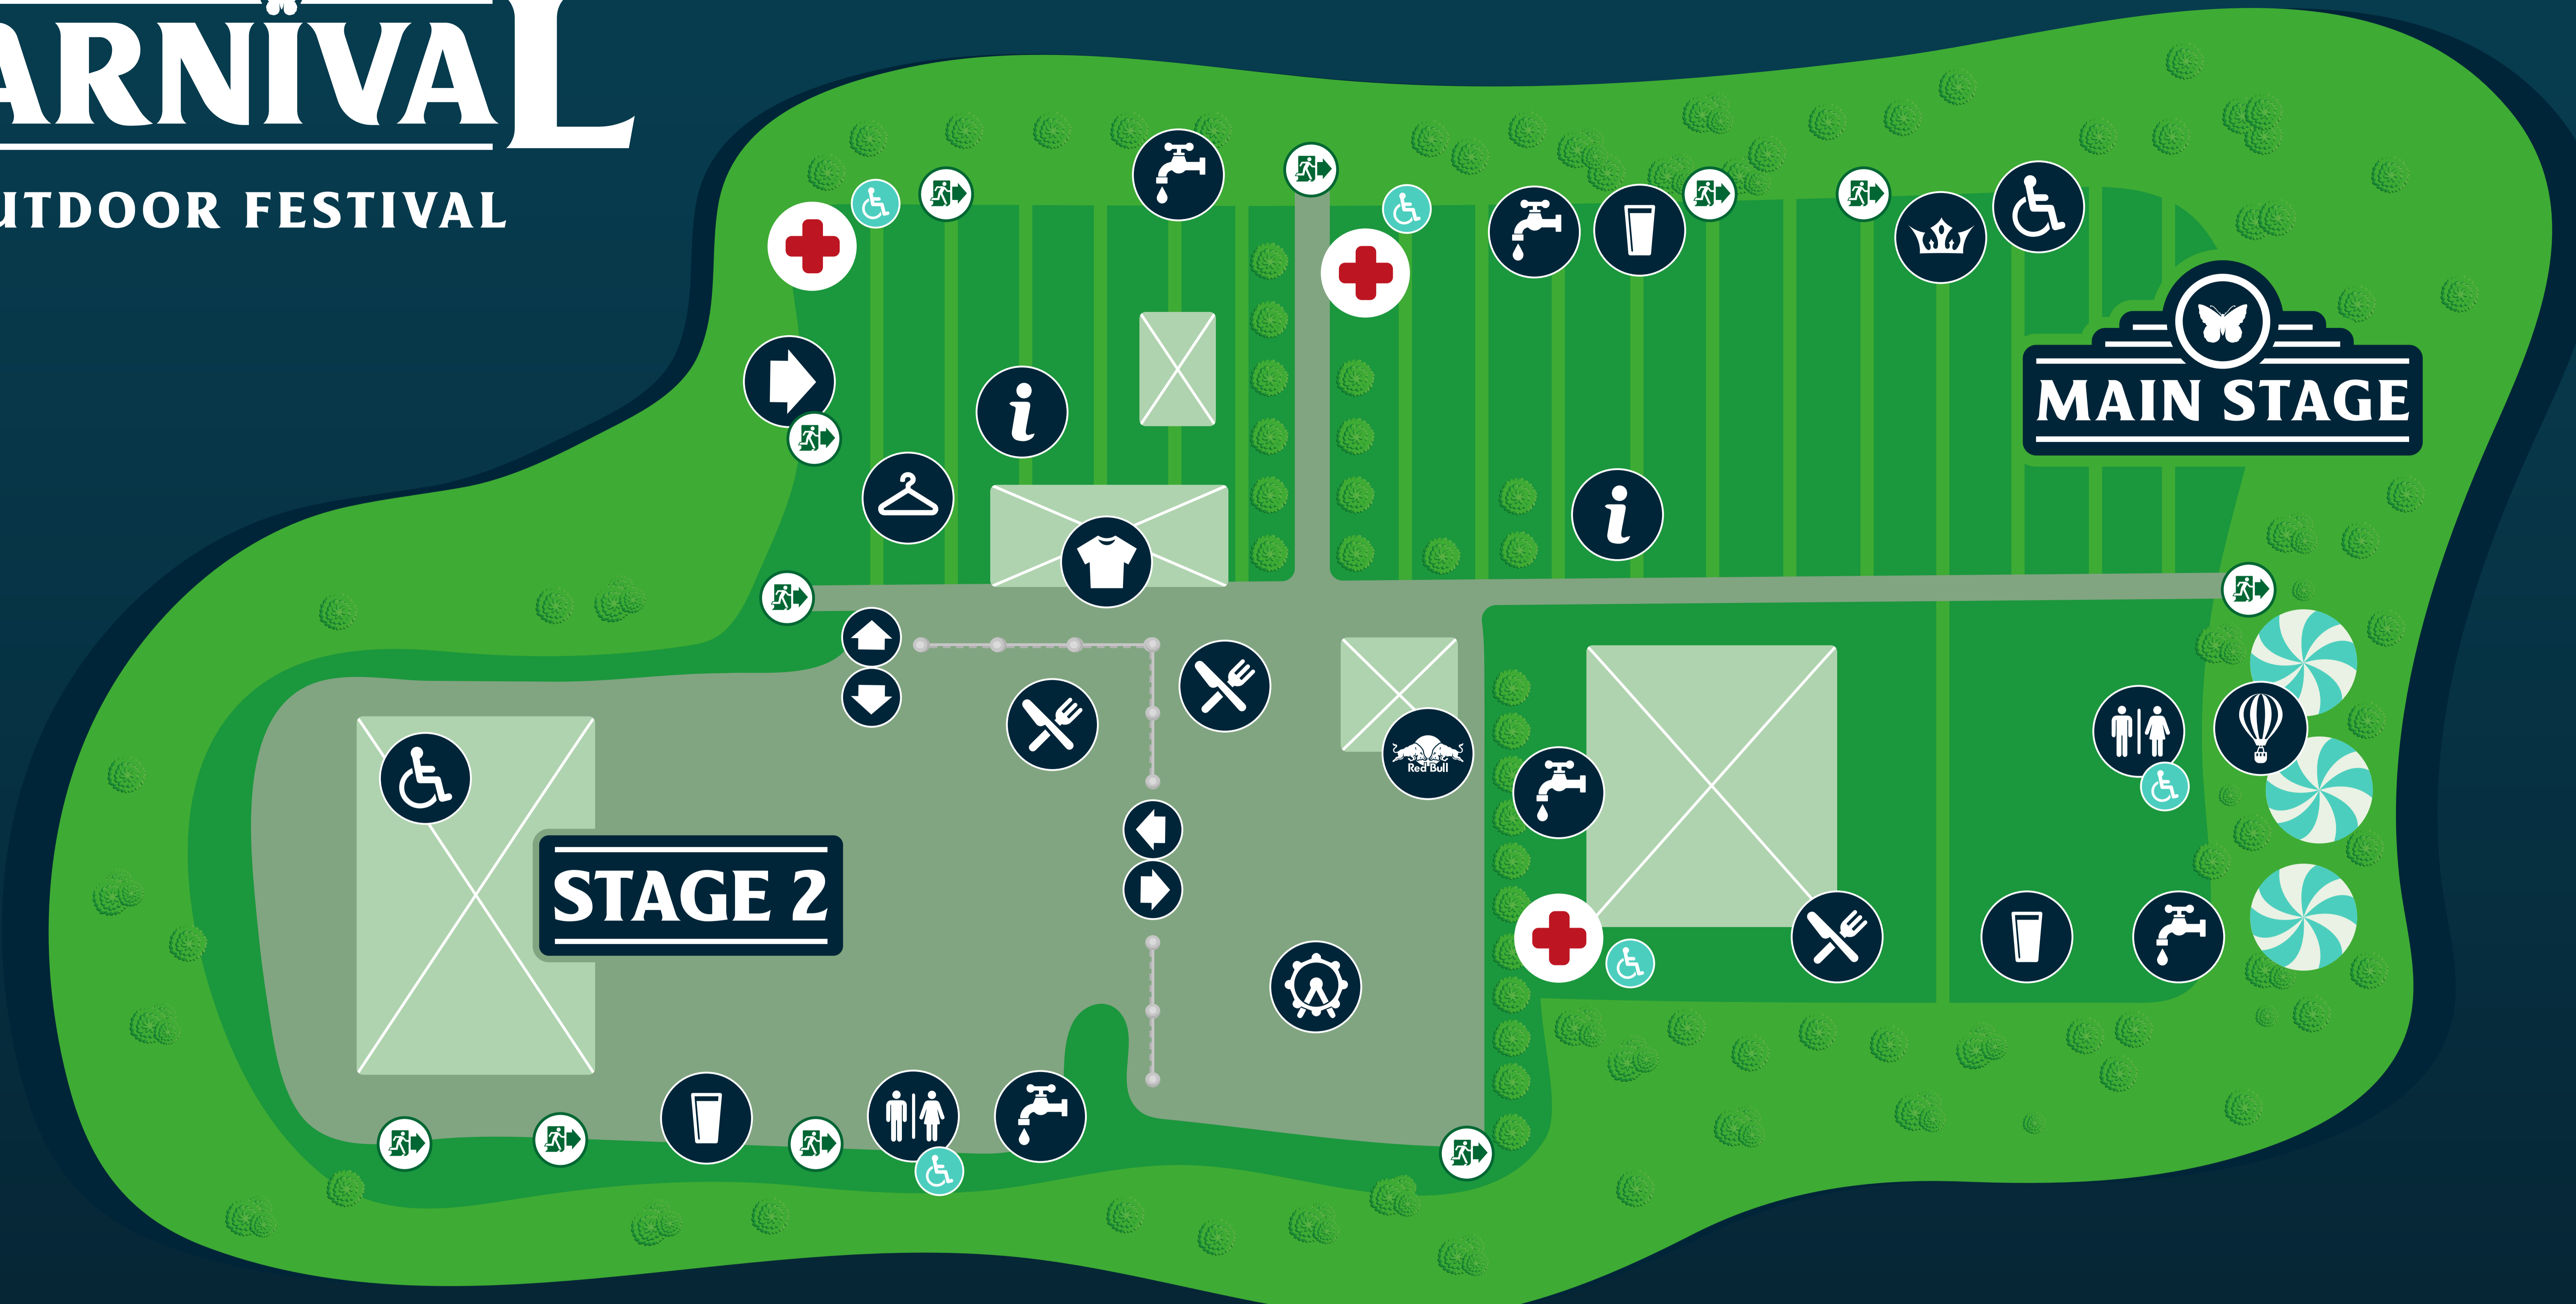 ARNÏVAL
UTDOOR FESTIVAL
MAIN STAGE
i
i
Red Bull
STAGE 2